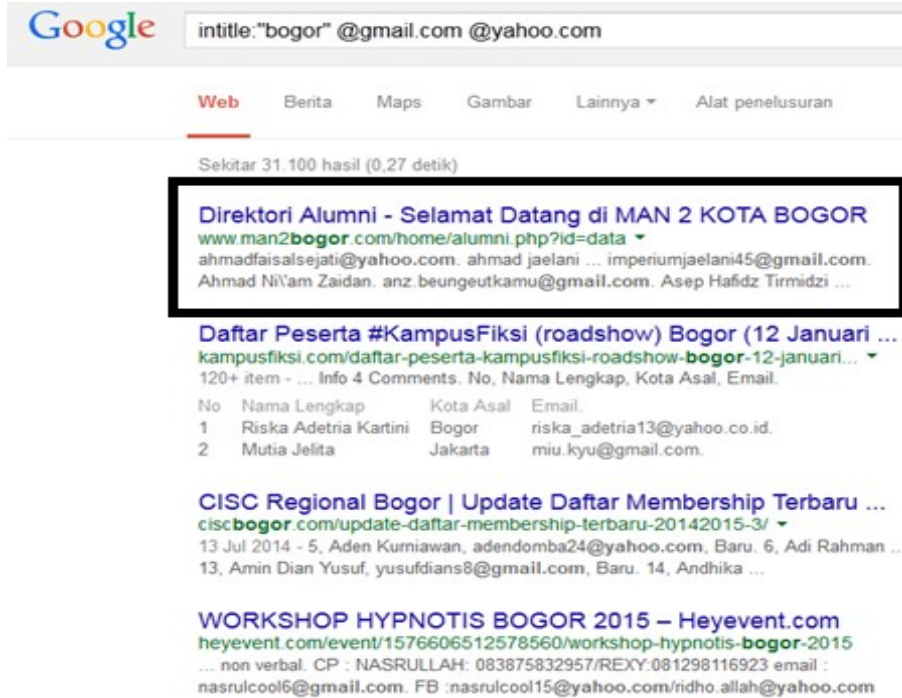 Google
intitle:"bogor" @gmail.com @yahoo.com
Web Berita Maps Gambar Lainnya Alat penelusuran
Sekitar 31.100 hasil (0,27 detik)
Direktori Alumni - Selamat Datang di MAN 2 KOTA BOGOR
www.man2bogor.com/home/alumni.php?id=data
ahmadfaisalsejati@yahoo.com. ahmad jaelani ... imperiumjaelani45@gmail.com.
Ahmad Ni\'am Zaidan. anz.beungeutkamu@gmail.com. Asep Hafidz Tirmidzi ...
Daftar Peserta #KampusFiksi (roadshow) Bogor (12 Januari ...
kampusfiksi.com/daftar-peserta-kampusfiksi-roadshow-bogor-12-januari...
120+ item - ... Info 4 Comments. No, Nama Lengkap, Kota Asal, Email.
No Nama Lengkap Kota Asal Email.
1 Riska Adetria Kartini Bogor riska_adetria13@yahoo.co.id.
2 Mutia Jelita Jakarta miu.kyu@gmail.com.
CISC Regional Bogor | Update Daftar Membership Terbaru ...
ciscbogor.com/update-daftar-membership-terbaru-20142015-3/
13 Jul 2014 - 5, Aden Kurniawan, adendomba24@yahoo.com, Baru. 6, Adi Rahman ..
13, Amin Dian Yusuf, yusufdians8@gmail.com, Baru. 14, Andhika ...
WORKSHOP HYPNOTIS BOGOR 2015 – Heyevent.com
heyevent.com/event/1576606512578560/workshop-hypnotis-bogor-2015
... non verbal. CP : NASRULLAH: 083875832957/REXY:081298116923 email :
nasrulcool6@gmail.com. FB :nasrulcool15@yahoo.com/ridho.allah@yahoo.com